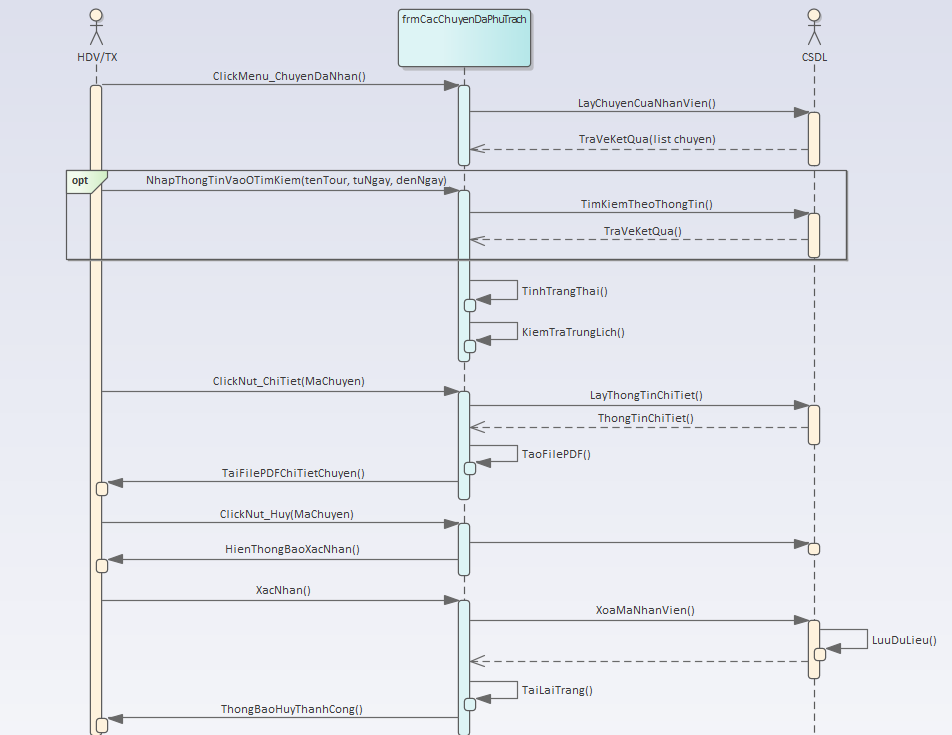 frmCacChuyenDaPhuTrach
HDV/TX
CSDL
ClickMenu_ChuyenDaNhan()
LayChuyenCuaNhanVien()
TraVeKetQua(list chuyen)
opt
NhapThongTinVaoOTimKiem(tenTour, tuNgay, denNgay)
TimKiemTheoThongTin()
TraVeKetQua()
TinhTrangThai()
KiemTraTrungLich()
ClickNut_ChiTiet(MaChuyen)
LayThongTinChiTiet()
ThongTinChiTiet()
TaoFilePDF()
TaiFilePDFChiTietChuyen()
ClickNut_Huy(MaChuyen)
HienThongBaoXacNhan()
XacNhan()
XoaMaNhanVien()
LuuDuLieu()
TaiLaiTrang()
ThongBaoHuyThanhCong()